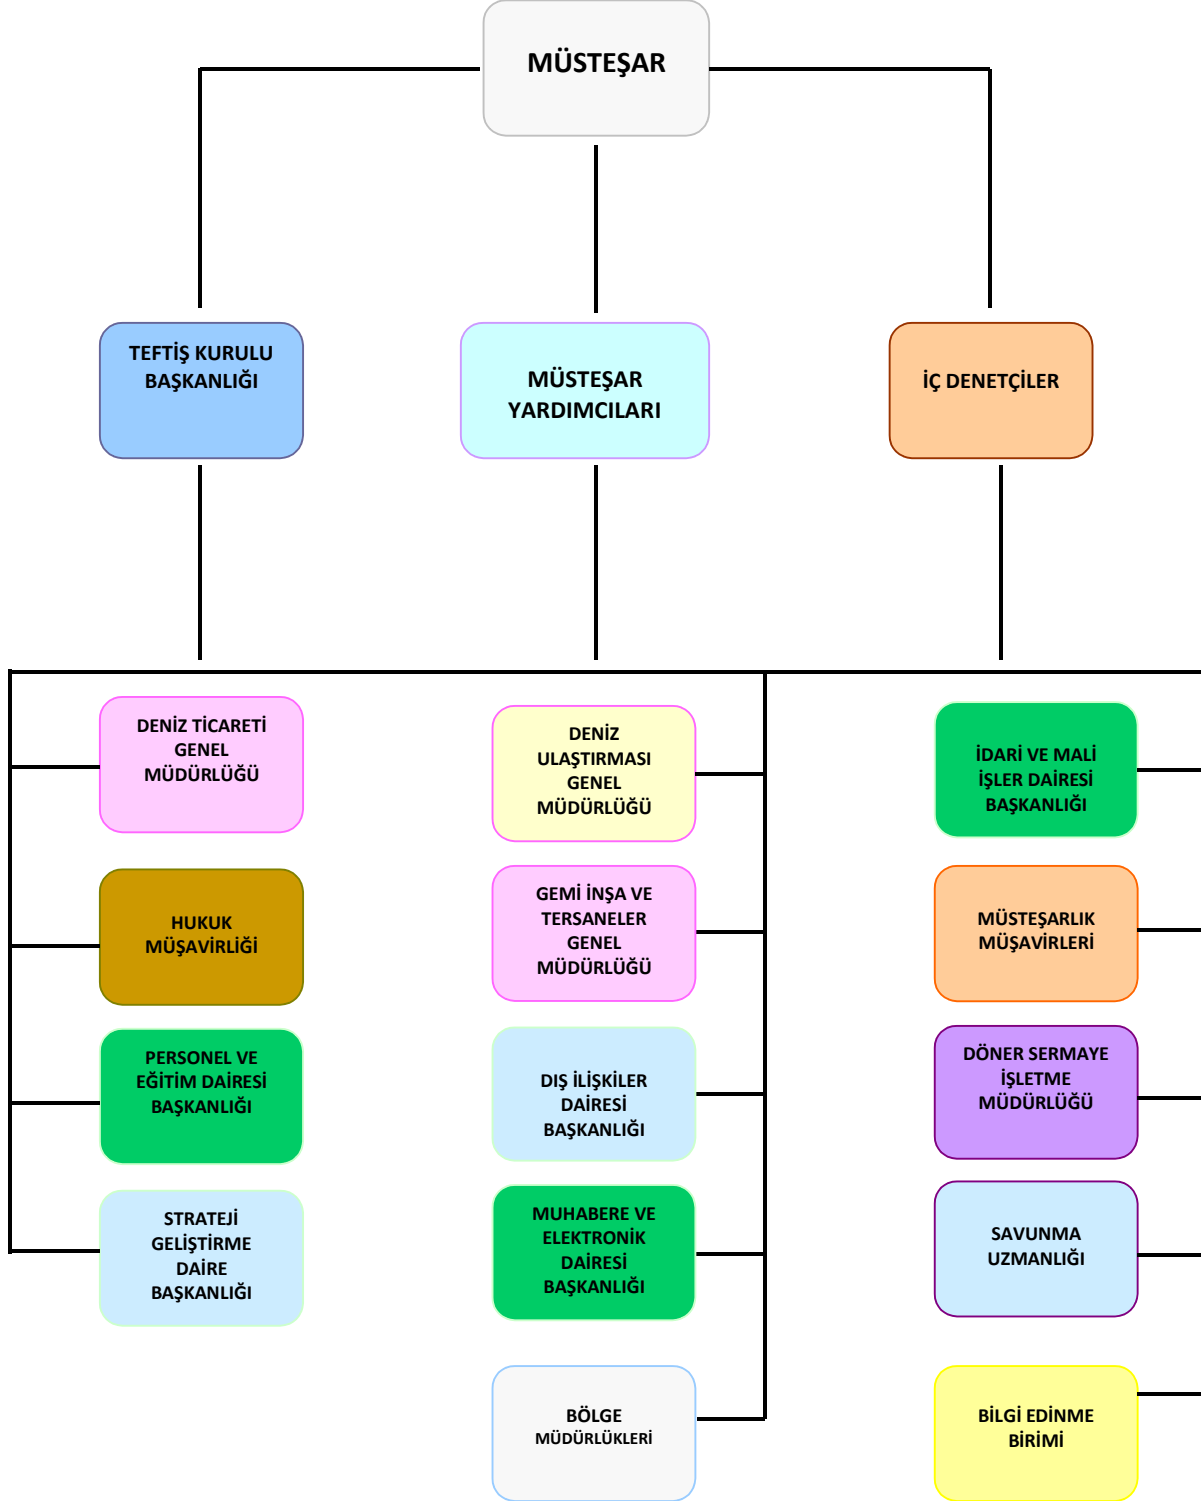 MÜSTEŞAR
TEFTİŞ KURULU
BAŞKANLIĞI
MÜSTEŞAR
YARDIMCILARI
İÇ DENETÇİLER
DENİZ TİCARETİ
GENEL
MÜDÜRLÜĞÜ
DENİZ
ULAŞTIRMASI
GENEL
MÜDÜRLÜĞÜ
İDARİ VE MALİ
İŞLER DAİRESİ
BAŞKANLIĞI
HUKUK
MÜŞAVİRLİĞİ
GEMİ İNŞA VE
TERSANELER
GENEL
MÜDÜRLÜĞÜ
MÜSTEŞARLIK
MÜŞAVİRLERİ
PERSONEL VE
EĞİTİM DAİRESİ
BAŞKANLIĞI
DIŞ İLİŞKİLER
DAİRESİ
BAŞKANLIĞI
DÖNER SERMAYE
İŞLETME
MÜDÜRLÜĞÜ
STRATEJİ
GELİŞTİRME
DAİRE
BAŞKANLIĞI
MUHABERE VE
ELEKTRONİK
DAİRESİ
BAŞKANLIĞI
SAVUNMA
UZMANLIĞI
BÖLGE
MÜDÜRLÜKLERİ
BİLGİ EDİNME
BİRİMİ